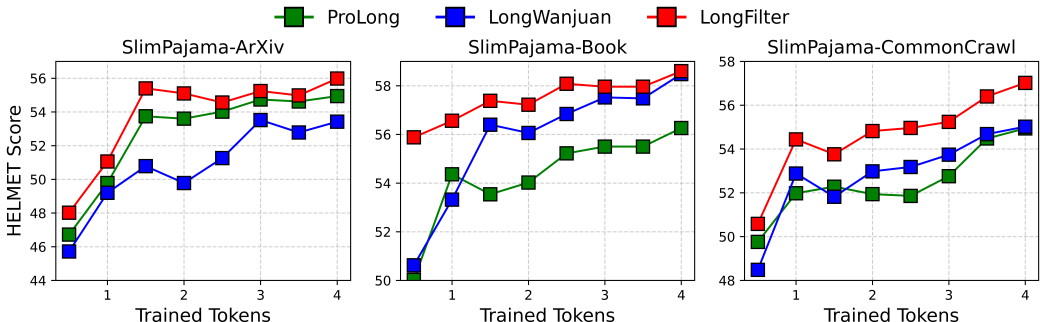 ProLong LongWanjuan LongFilter
SlimPajama-ArXiv
HELMET Score
56
54
52
50
48
46
44
1 2 3 4
Trained Tokens
SlimPajama-Book
58
56
54
52
50
1 2 3 4
Trained Tokens
SlimPajama-CommonCrawl
58
56
54
52
50
48
1 2 3 4
Trained Tokens